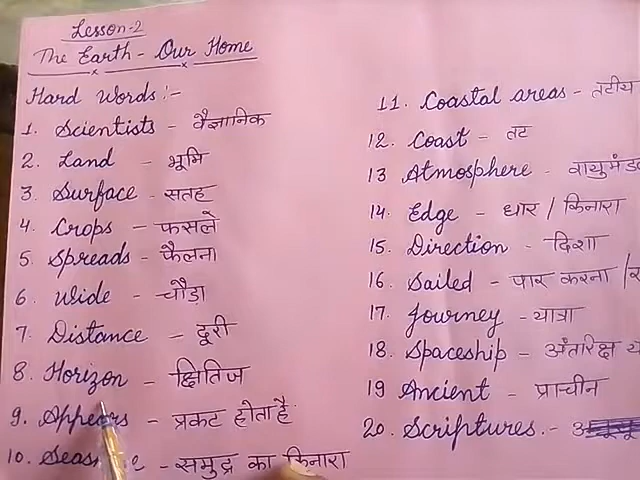 Lesson-2
The Earth - Our Home
Hard Words:-
1. Scientists - वैज्ञानिक
2. Land - भूमि
3. Surface - सतह
4. Crops - फसले
5. Spreads - फैलना
6. Wide - चौड़ा
7. Distance - दूरी
8. Horizon - क्षितिज
9. Appears - प्रकट होता है
10. - समुद्र का किनारा
11. Coastal areas - तटीय
12. Coast - तट
13 Atmosphere -
14. Edge - धार / किनारा
15. Direction - दिशा
16. Sailed - पार करना /
17. Journey - यात्रा
18. Spaceship - अंतरिक्ष
19 Ancient - प्राचीन
20. Scriptures. -